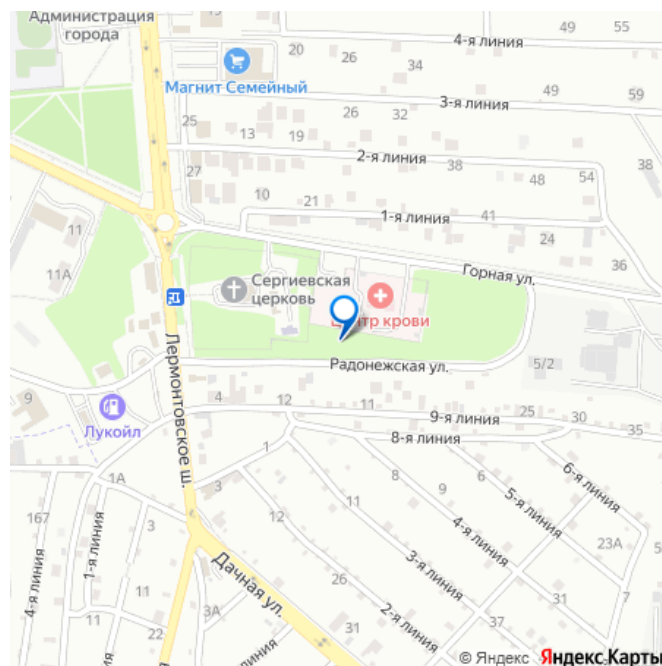 Администрация
города
49
55
4-я линия
20
26
34
Магнит Семейный
49
59
3-я линия
26
32
25
13
19
2-я линия
38
38
27
54
48
10
21
1-я линия
41
24
11
36
Горная ул.
11А
Сергиевская
церковь
Центр крови
Лермонтовское ш.
Радонежская ул.
5/2
9
4
12
11
9-я линия
25
30
35
Лукойл
8-я линия
1
6-я линия
1А
8
9
6
5-я линия
3
11
4-я линия
167
3
12
23А
1-я линия
3-я линия
4-я линия
Дачная ул.
26
7
11
3А
2-я линия
37
22
31
31
1-я линия
© Яндекс Яндекс Карты